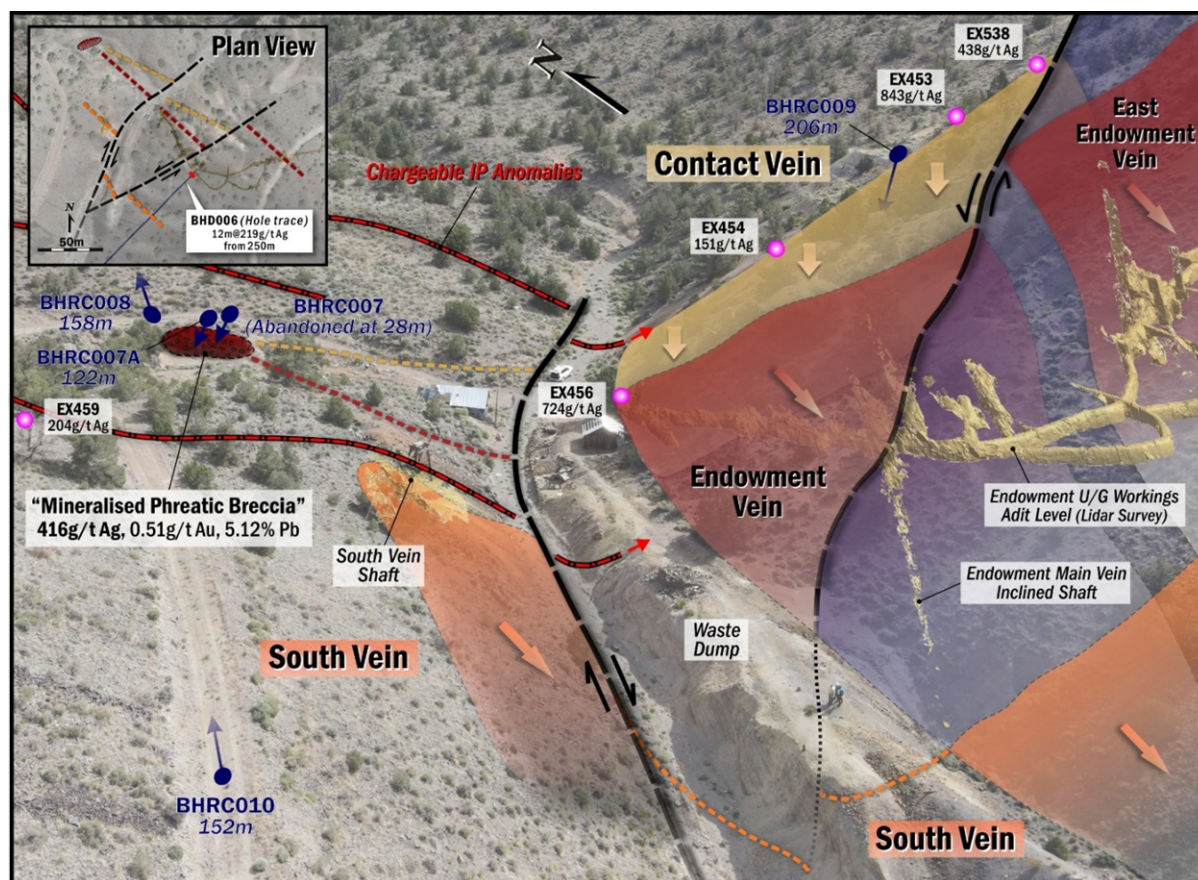 Plan View
N
50m
BHD006 (Hole trace)
12m@219g/t Ag
from 250m
N
EX538
438g/t Ag
EX453
843g/t Ag
BHRC009
206m
East
Endowment
Vein
Contact Vein
Chargeable IP Anomalies
EX454
151g/t Ag
BHRC008
158m
BHRC007
(Abandoned at 28m)
BHRC007A
122m
EX456
724g/t Ag
EX459
204g/t Ag
Endowment
Vein
"Mineralised Phreatic Breccia"
416g/t Ag, 0.51g/t Au, 5.12% Pb
Endowment U/G Workings
Adit Level (Lidar Survey)
South Vein
Shaft
Endowment Main Vein
Inclined Shaft
Waste
Dump
South Vein
BHRC010
152m
South Vein